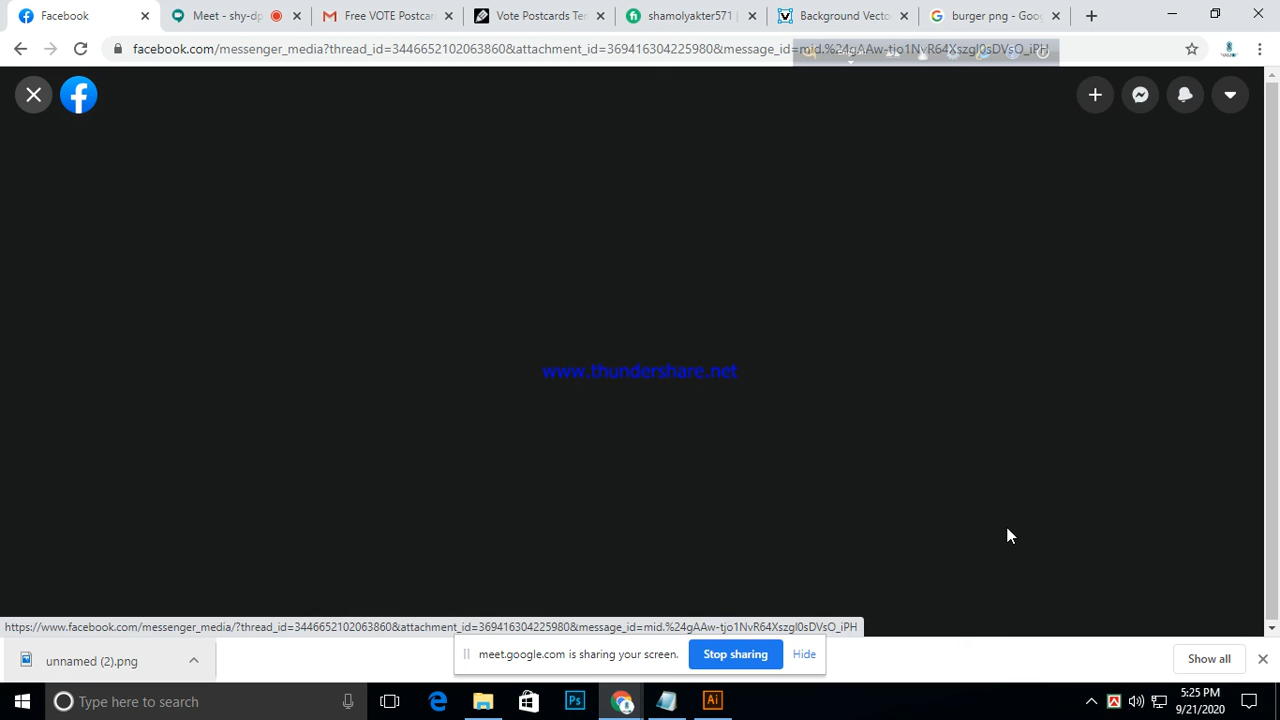 Facebook
Meet - shy-dp
Free VOTE Postcar
Vote Postcards Te
shamolyakter571 |
Background Vecto
burger png - Goo
facebook.com/messenger_media?thread_id=3446652102063860&attachment_id=369416304225980&message_id=mid.%24gAAw-tjo1NvR64Xszgl0sDVsO_iPH
www.thundershare.net
https://www.facebook.com/messenger_media/?thread_id=3446652102063860&attachment_id=369416304225980&message_id=mid.%24gAAw-tjo1NvR64Xszgl0sDVsO_iPH
unnamed (2).png
meet.google.com is sharing your screen.
Stop sharing
Hide
Show all
Type here to search
Ps
Ai
5:25 PM
9/21/2020